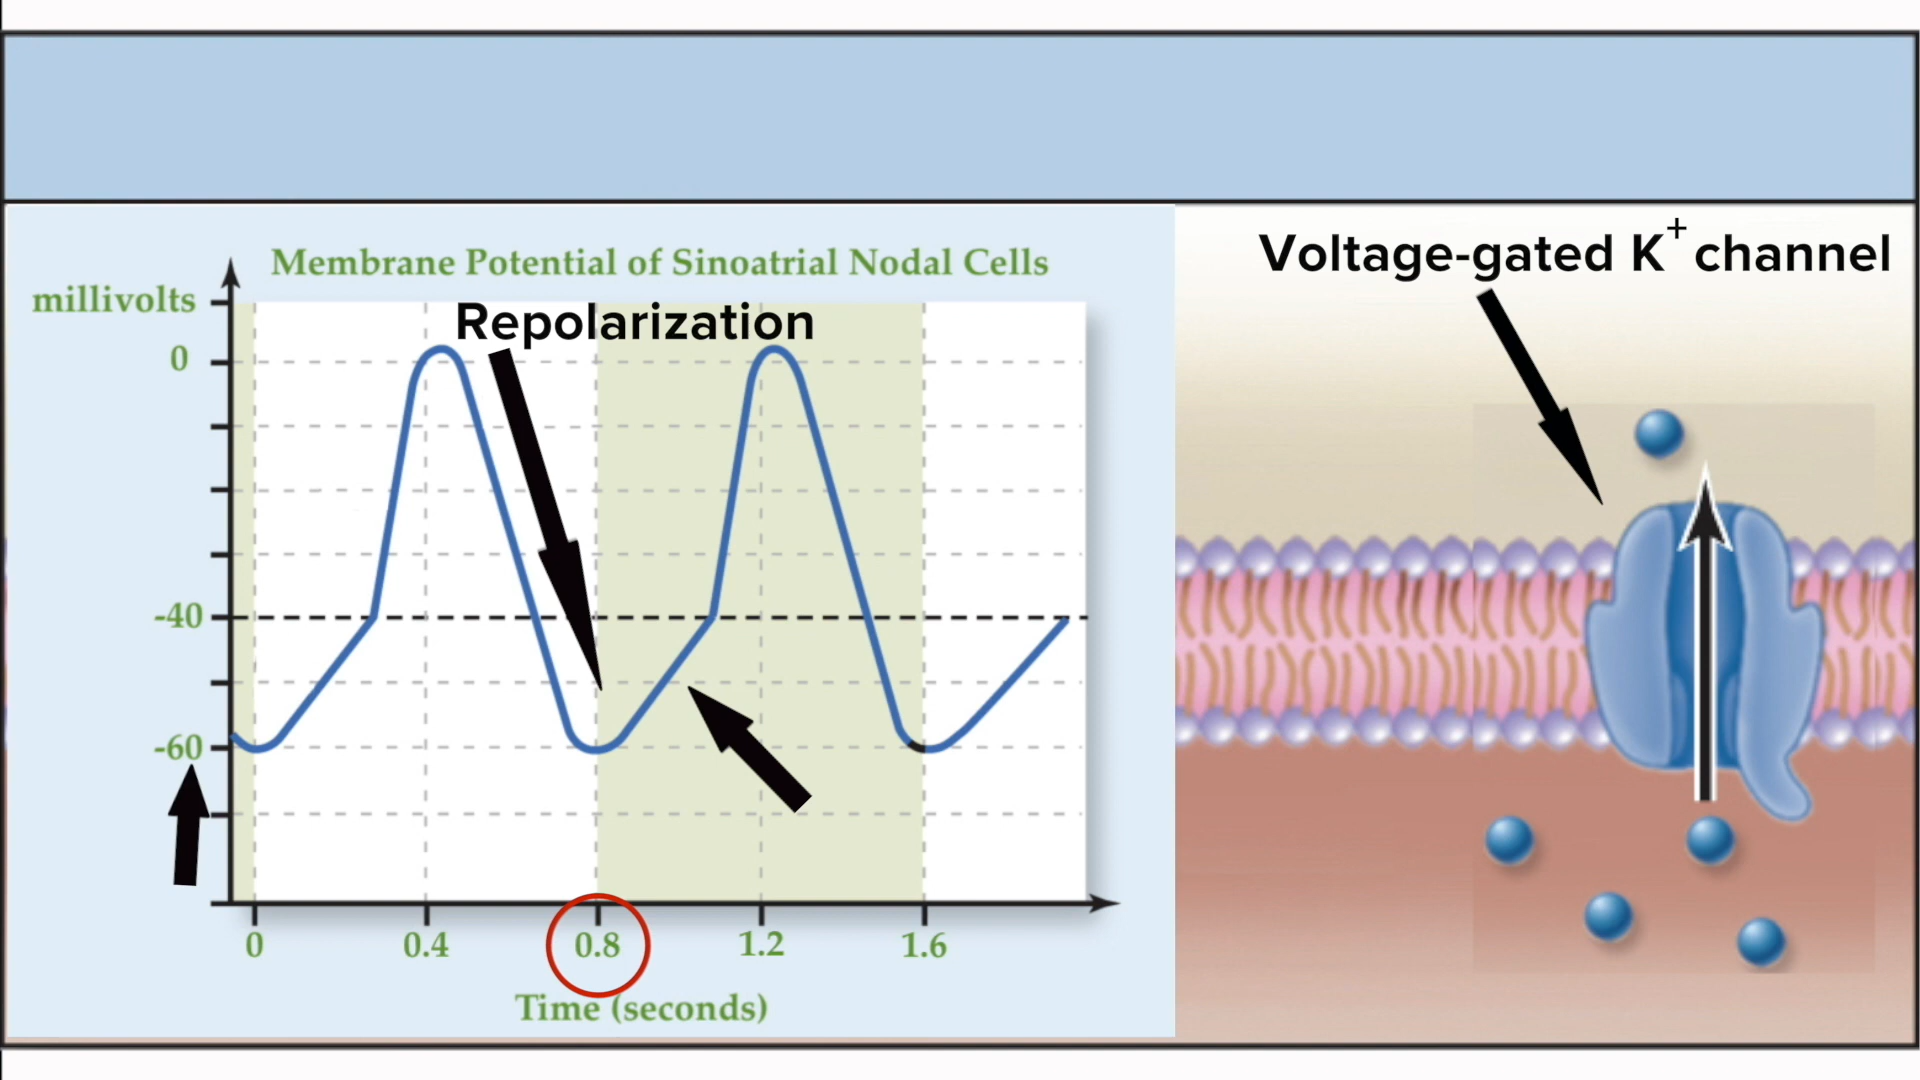 Membrane Potential of Sinoatrial Nodal Cells
millivolts
Repolarization
0
-40
-60
0 0.4 0.8 1.2 1.6
Time (seconds)
Voltage-gated K⁺ channel